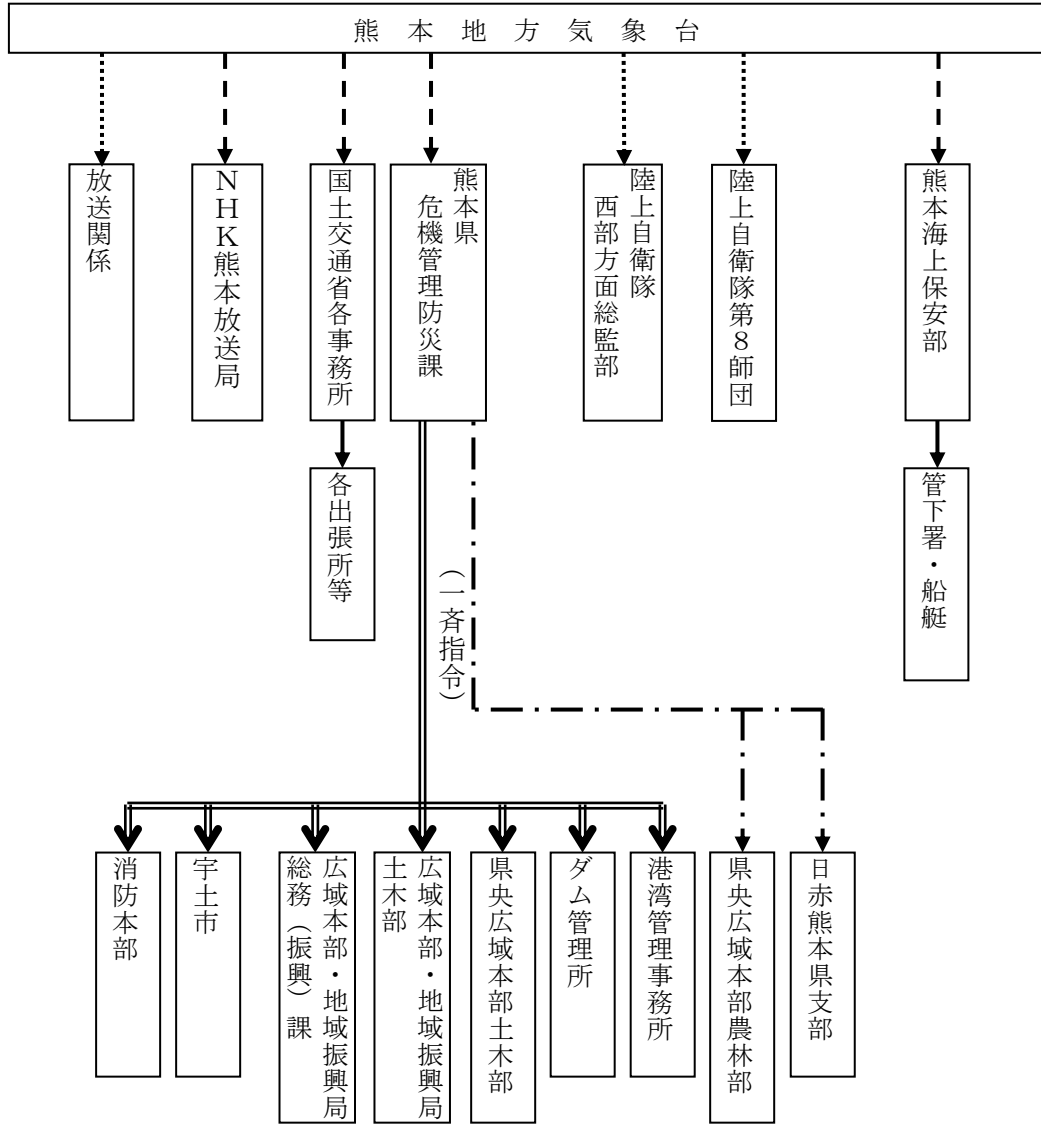 熊本地方気象台
放送関係
ＮＨＫ熊本放送局
国土交通省各事務所
熊本県
危機管理防災課
陸上自衛隊
西部方面総監部
陸上自衛隊第８師団
熊本海上保安部
各出張所等
管下署・船艇
（一斉指令）
消防本部
宇土市
広域本部・地域振興局
総務（振興）課
広域本部・地域振興局
土木部
県央広域本部土木部
ダム管理所
港湾管理事務所
県央広域本部農林部
日赤熊本県支部